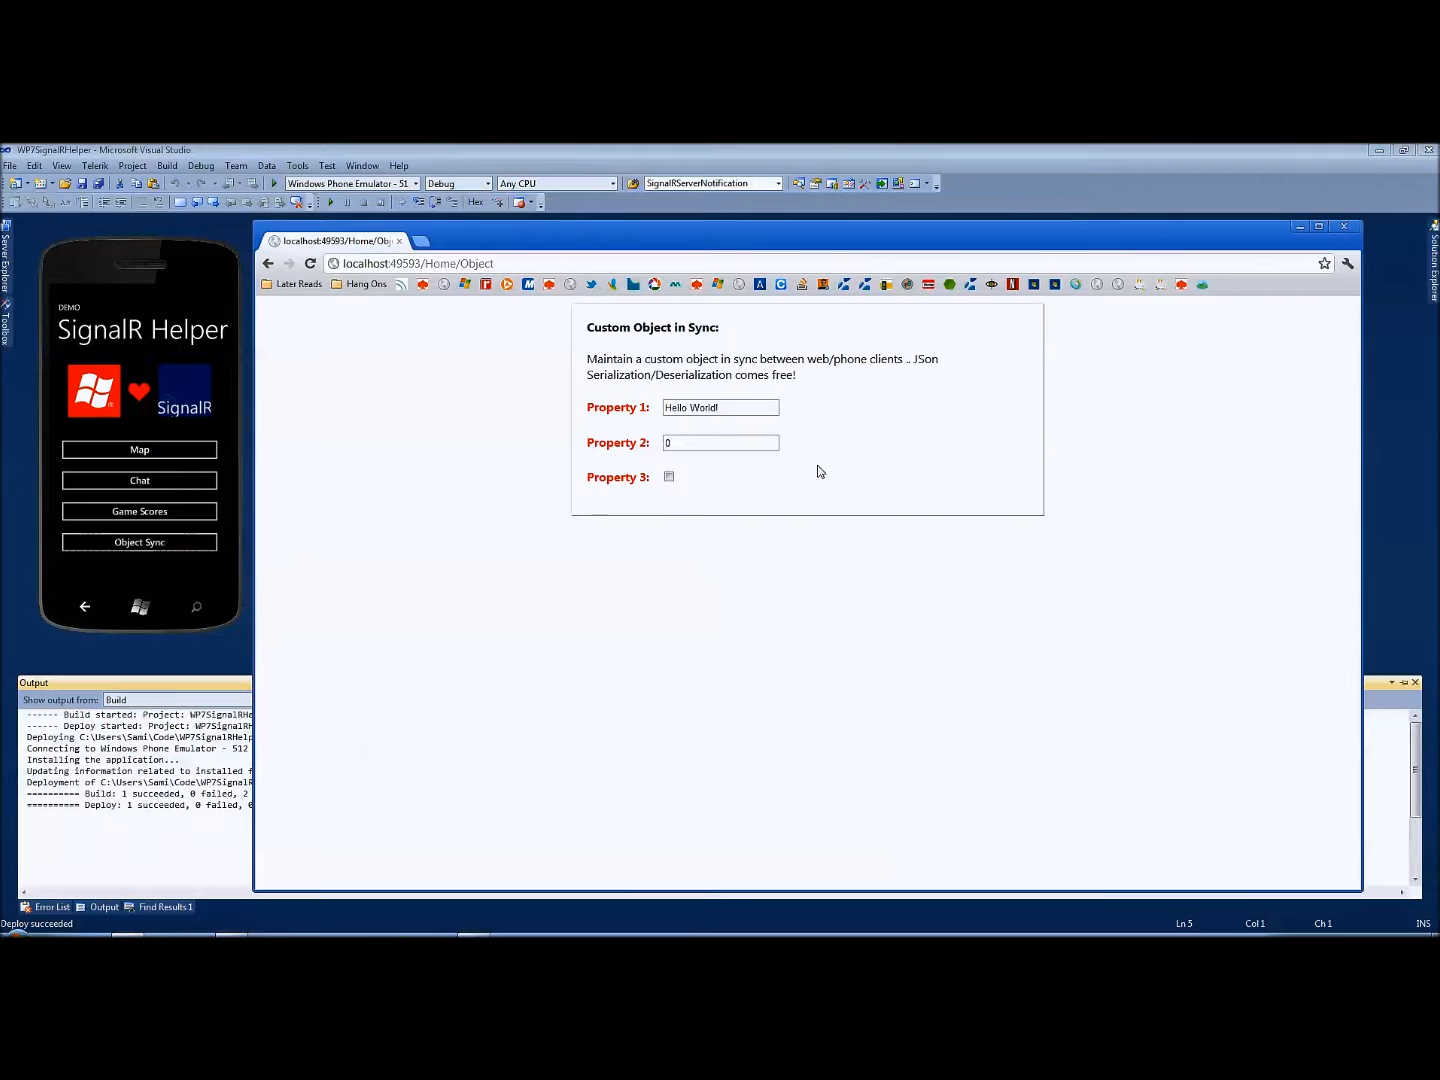 WP7SignalRHelper - Microsoft Visual Studio
File Edit View Telerik Project Build Debug Team Data Tools Test Window Help
Windows Phone Emulator - 51 Debug Any CPU SignalRServerNotification
Hex
Server Explorer
Toolbox
Solution Explorer
DEMO
SignalR Helper
SignalR
Map
Chat
Game Scores
Object Sync
localhost:49593/Home/Obj
localhost:49593/Home/Object
Later Reads Hang Ons
Custom Object in Sync:
Maintain a custom object in sync between web/phone clients .. JSon
Serialization/Deserialization comes free!
Property 1: Hello World!
Property 2: 0
Property 3:
Output
Show output from: Build
------ Build started: Project: WP7SignalRHe
------ Deploy started: Project: WP7SignalRH
Deploying C:\Users\Sami\Code\WP7SignalRHelp
Connecting to Windows Phone Emulator - 512
Installing the application...
Updating information related to installed f
Deployment of C:\Users\Sami\Code\WP7SignalR
========== Build: 1 succeeded, 0 failed, 2
========== Deploy: 1 succeeded, 0 failed, 0
Error List Output Find Results 1
Deploy succeeded Ln 5 Col 1 Ch 1 INS